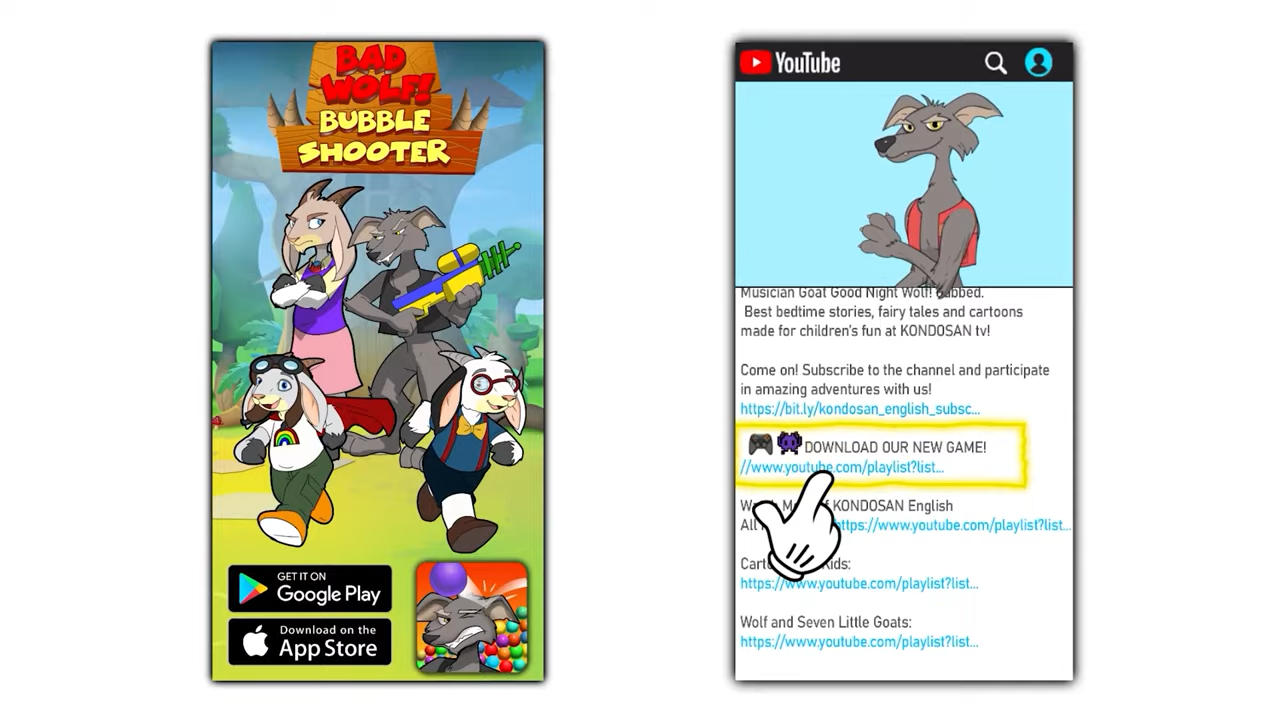 BAD
WOLF!
BUBBLE
SHOOTER
GET IT ON
Google Play
Download on the
App Store
YouTube
Musician Goat Good Night Wolf!
Best bedtime stories, fairy tales and cartoons
made for children's fun at KONDOSAN tv!
Come on! Subscribe to the channel and participate
in amazing adventures with us!
https://bit.ly/kondosan_english_subsc...
🎮👾DOWNLOAD OUR NEW GAME!
//www.youtube.com/playlist?list...
KONDOSAN English
All https://www.youtube.com/playlist?list...
https://www.youtube.com/playlist?list...
Wolf and Seven Little Goats:
https://www.youtube.com/playlist?list...